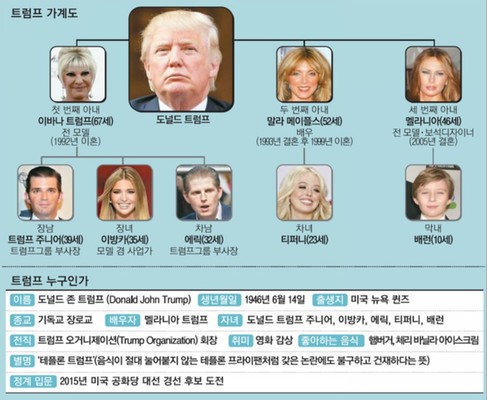 트럼프 가계도
첫 번째 아내
이바나 트럼프(67세)
전 모델
(1992년 이혼)
도널드 트럼프
두 번째 아내
말라 메이플스(52세)
배우
(1993년 결혼 후 1999년 이혼)
세 번째 아내
멜라니아(46세)
전 모델·보석디자이너
(2005년 결혼)
장남
트럼프 주니어(39세)
트럼프그룹 부사장
장녀
이방카(35세)
모델 겸 사업가
차남
에릭(32세)
트럼프그룹 부사장
차녀
티퍼니(23세)
막내
배런(10세)
트럼프 누구인가
이름 도널드 존 트럼프 (Donald John Trump) 생년월일 1946년 6월 14일 출생지 미국 뉴욕 퀸즈
종교 기독교 장로교 배우자 멜라니아 트럼프 자녀 도널드 트럼프 주니어, 이방카, 에릭, 티퍼니, 배런
전직 트럼프 오거니제이션(Trump Organization) 회장 취미 영화 감상 좋아하는 음식 햄버거, 체리 바닐라 아이스크림
별명 '테플론 트럼프'(음식이 절대 눌어붙지 않는 테플론 프라이팬처럼 갖은 논란에도 불구하고 건재하다는 뜻)
정계 입문 2015년 미국 공화당 대선 경선 후보 도전